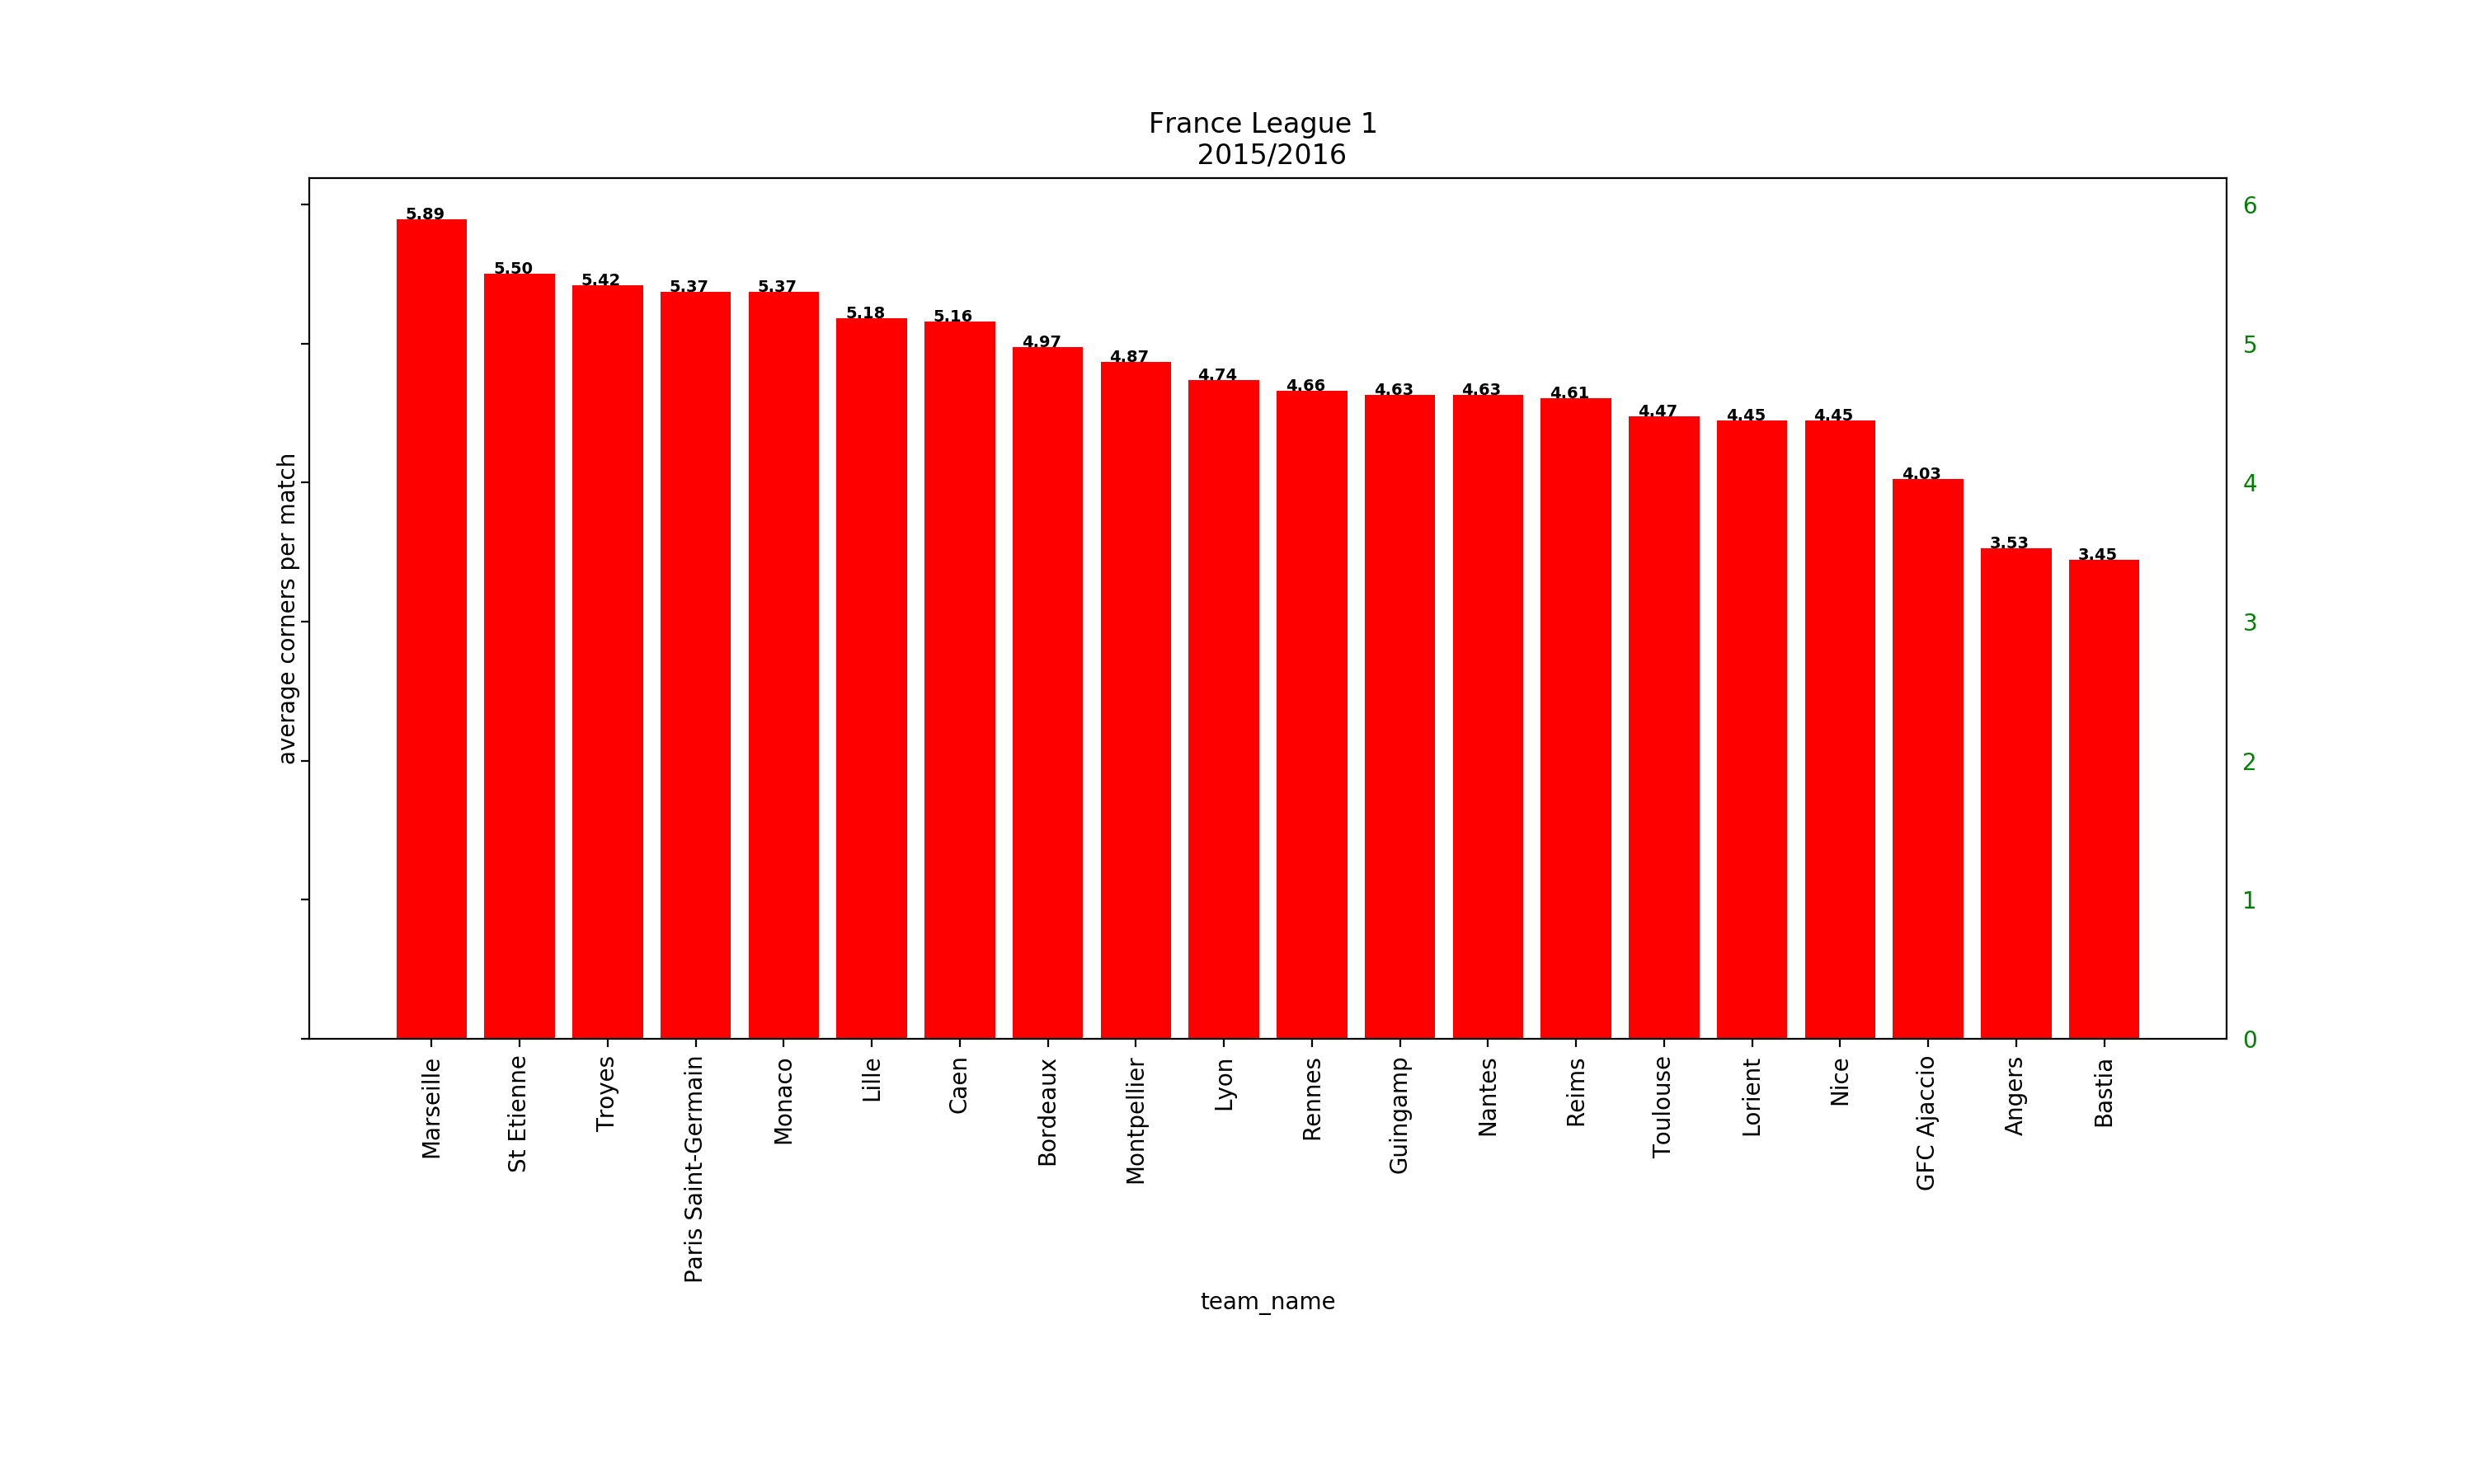 France League 1
2015/2016
average corners per match
5.89
5.50
5.42
5.37
5.37
5.18
5.16
4.97
4.87
4.74
4.66
4.63
4.63
4.61
4.47
4.45
4.45
4.03
3.53
3.45
6
5
4
3
2
1
0
Marseille
St Etienne
Troyes
Paris Saint-Germain
Monaco
Lille
Caen
Bordeaux
Montpellier
Lyon
Rennes
Guingamp
Nantes
Reims
Toulouse
Lorient
Nice
GFC Ajaccio
Angers
Bastia
team_name